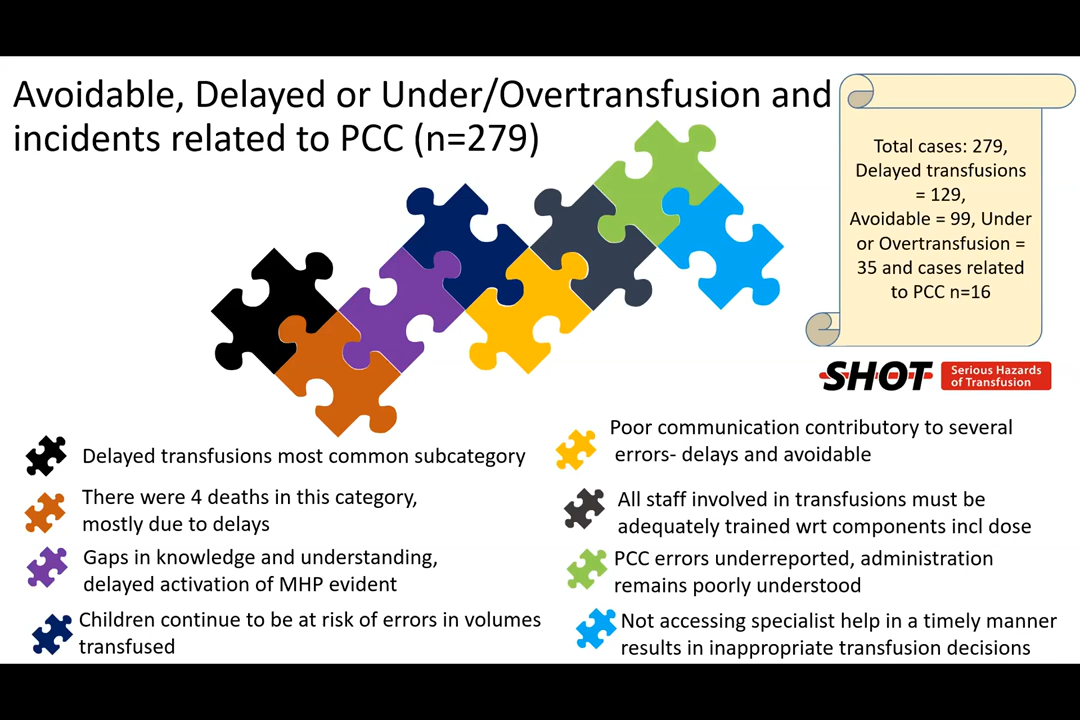 Avoidable, Delayed or Under/Overtransfusion and
incidents related to PCC (n=279)
Total cases: 279,
Delayed transfusions
= 129,
Avoidable = 99, Under
or Overtransfusion =
35 and cases related
to PCC n=16
SHOT
Serious Hazards
of Transfusion
Delayed transfusions most common subcategory
There were 4 deaths in this category,
mostly due to delays
Gaps in knowledge and understanding,
delayed activation of MHP evident
Children continue to be at risk of errors in volumes
transfused
Poor communication contributory to several
errors- delays and avoidable
All staff involved in transfusions must be
adequately trained wrt components incl dose
PCC errors underreported, administration
remains poorly understood
Not accessing specialist help in a timely manner
results in inappropriate transfusion decisions